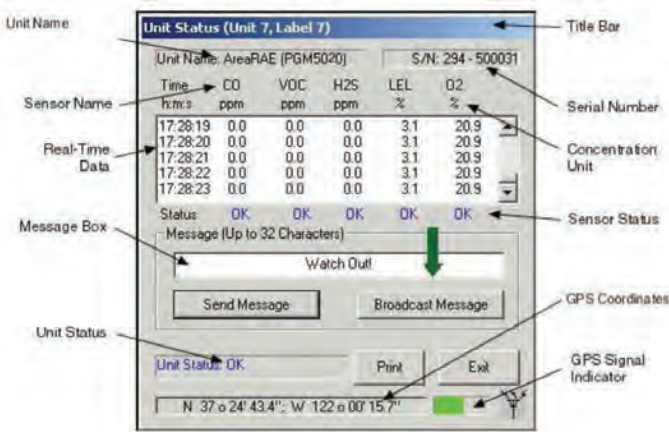 Unit Name
Unit Status (Unit 7, Label 7)
Title Bar
Unit Name: AreaRAE (PGM5020)
S/N: 294 - 500031
Sensor Name
Time CO VOC H2S LEL O2
h:m:s ppm ppm ppm % %
Serial Number
Real-Time
Data
17:28:19 0.0 0.0 0.0 3.1 20.9
17:28:20 0.0 0.0 0.0 3.1 20.9
17:28:21 0.0 0.0 0.0 3.1 20.9
17:28:22 0.0 0.0 0.0 3.1 20.9
17:28:23 0.0 0.0 0.0 3.1 20.9
Concentration
Unit
Status OK OK OK OK OK
Sensor Status
Message Box
Message (Up to 32 Characters)
Watch Out!
Send Message
Broadcast Message
GPS Coordinates
Unit Status
Unit Status: OK
Print
Exit
GPS Signal
Indicator
N 37 o 24' 43.4"; W 122 o 00' 15.7"